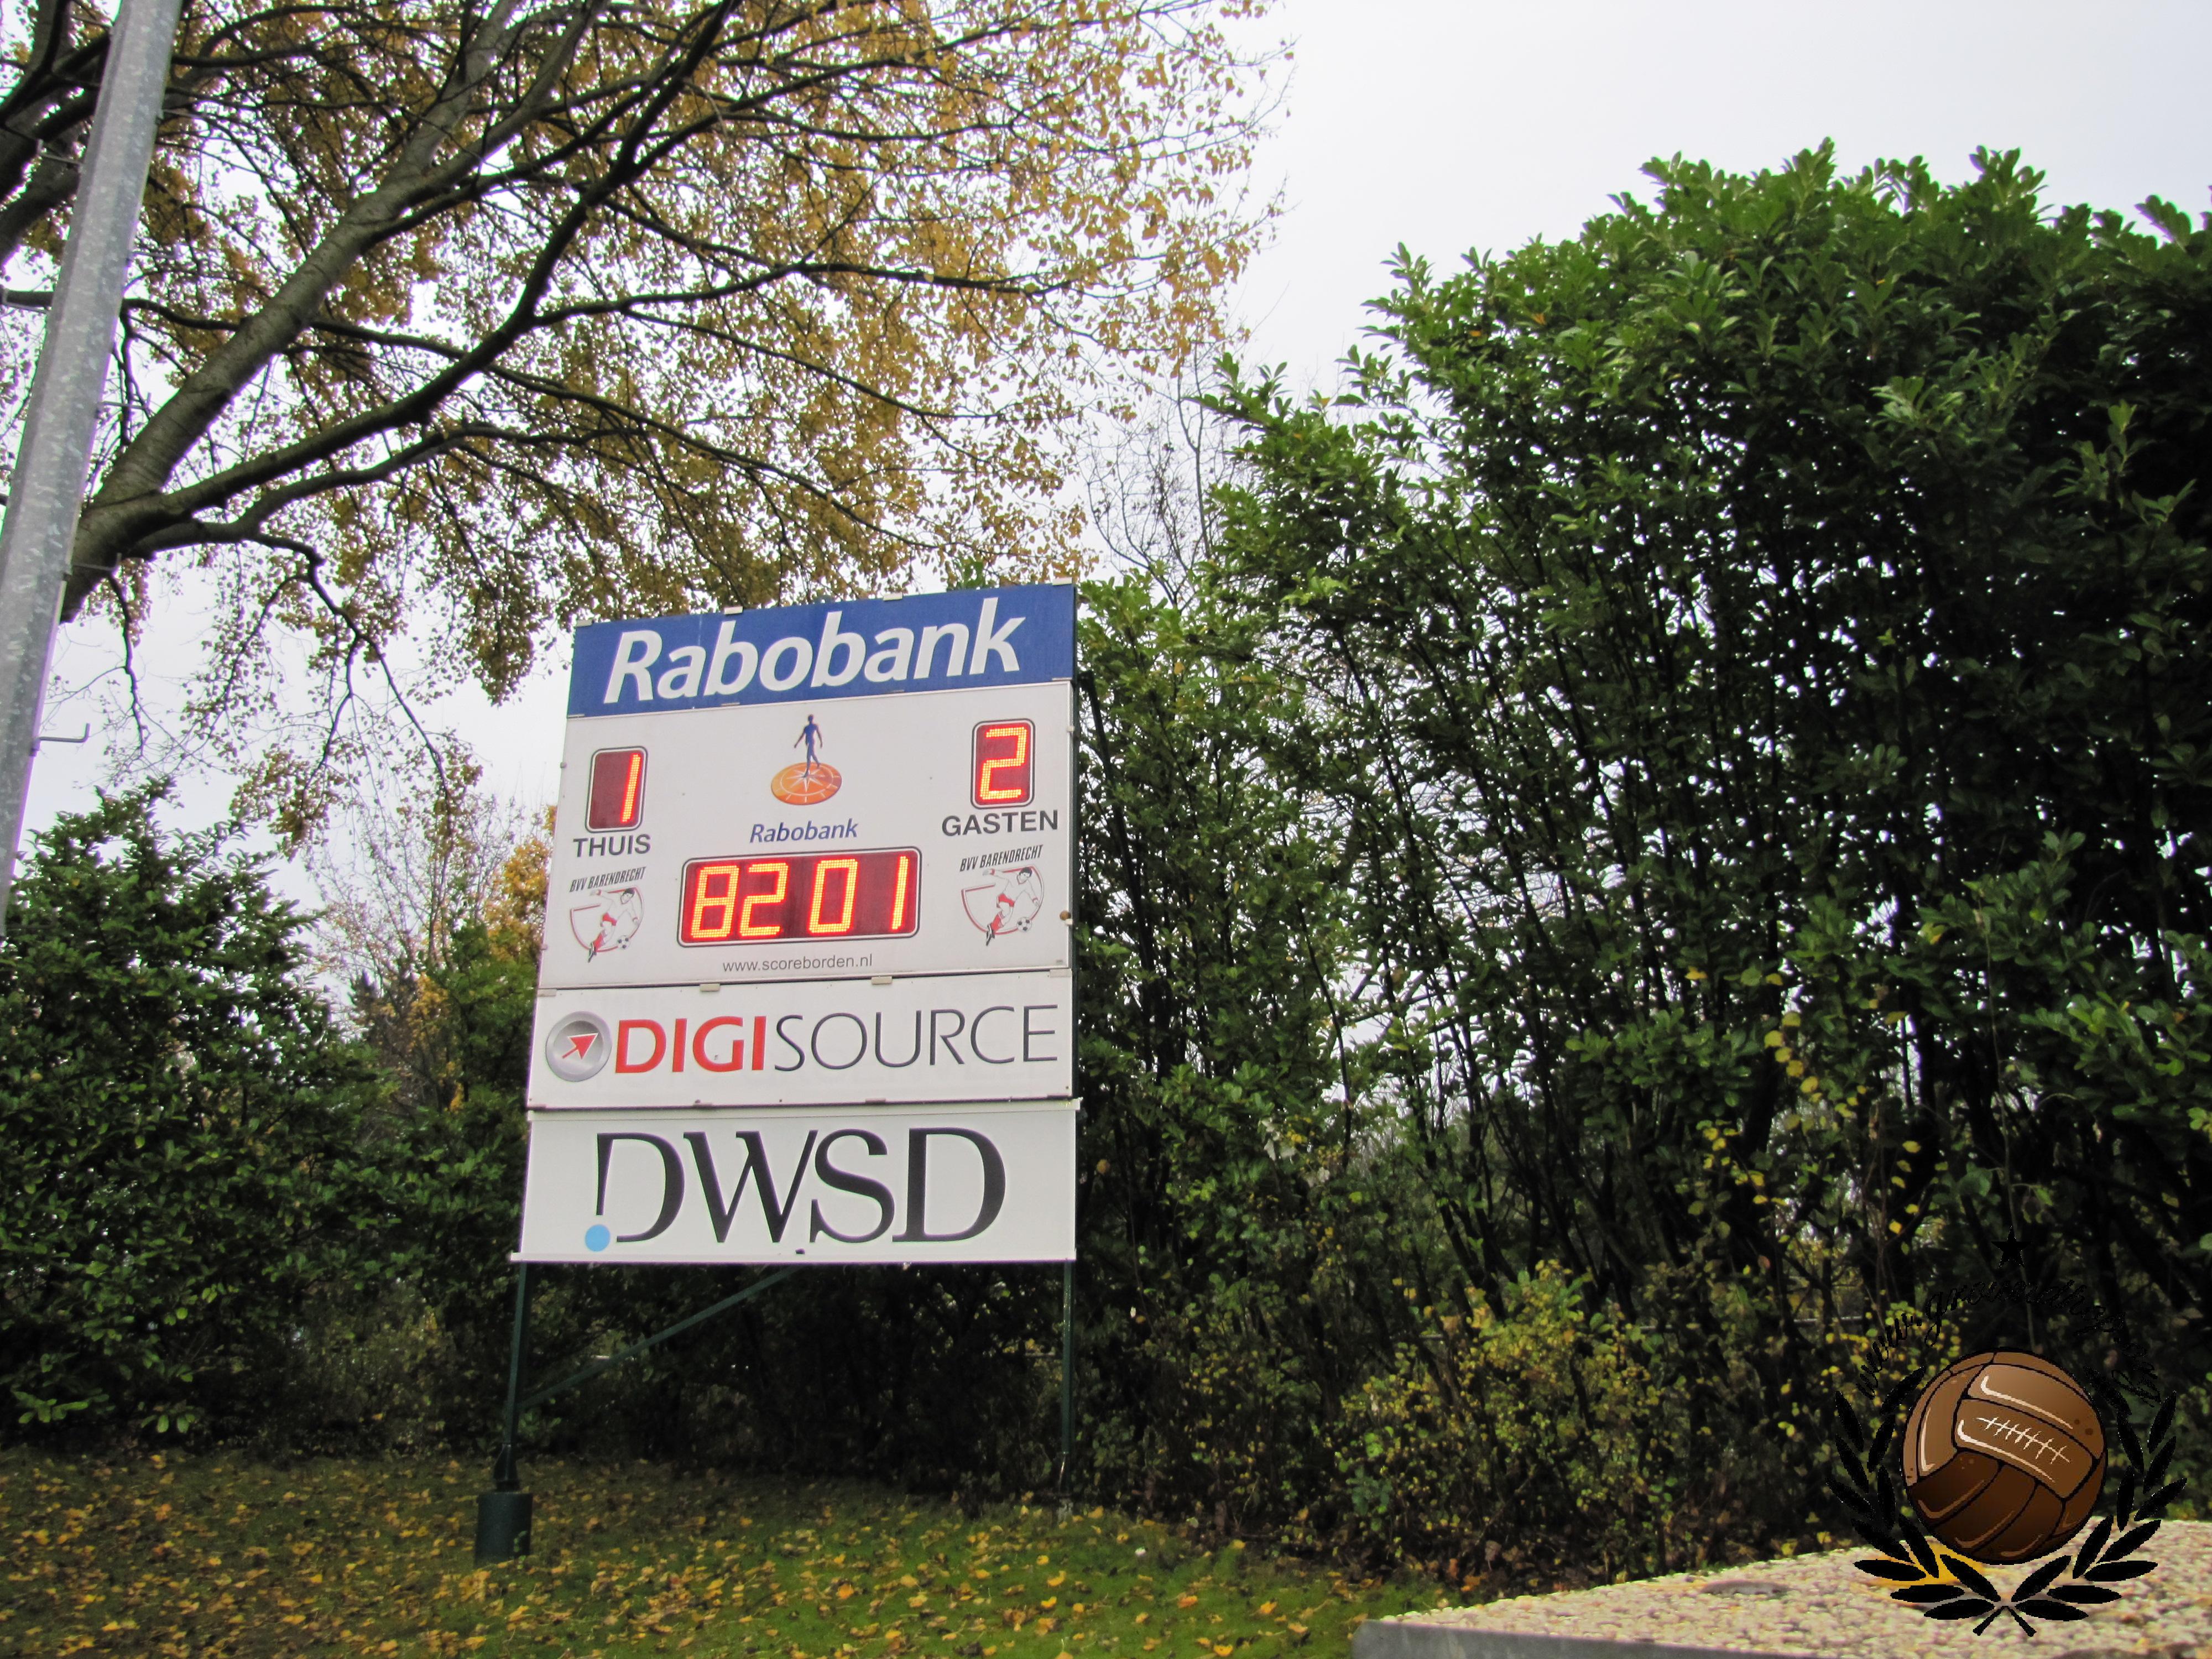 Rabobank
1
2
THUIS
Rabobank
GASTEN
BVV BARENDRECHT
82 01
BVV BARENDRECHT
www.scoreborden.nl
DIGISOURCE
DWSD